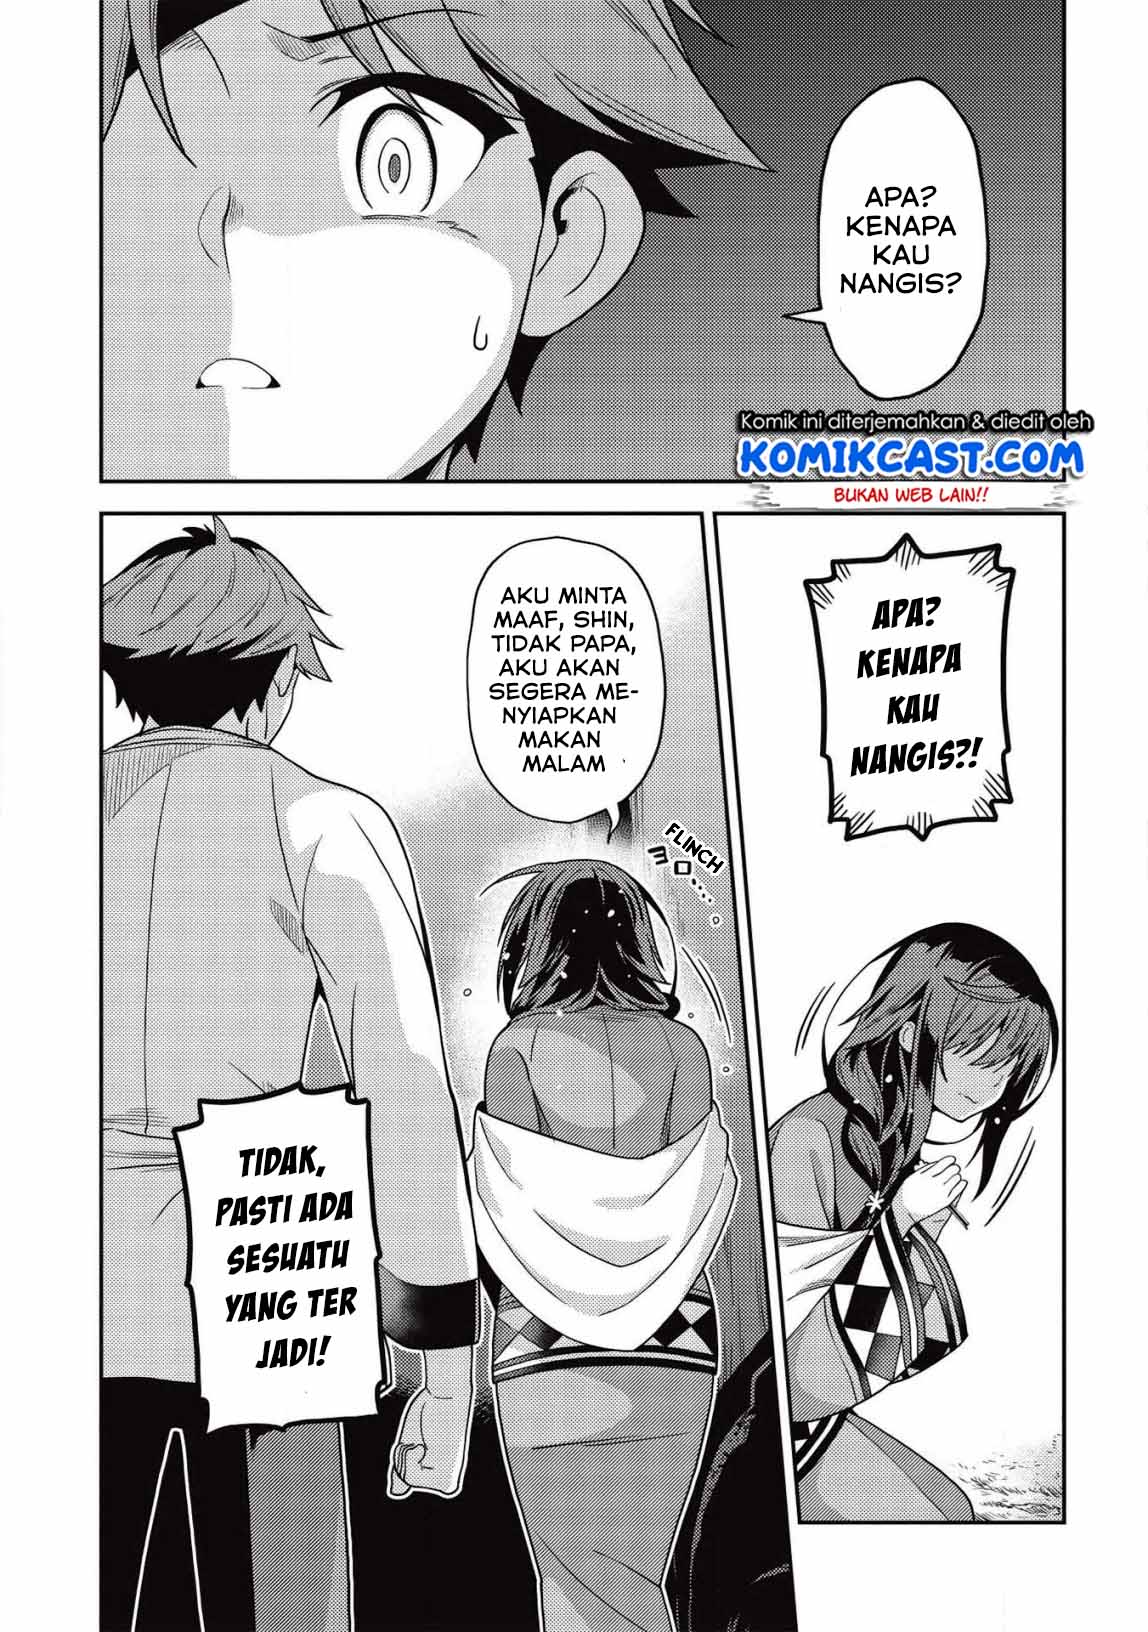 APA?
KENAPA
KAU
NANGIS?
Komik ini diterjemahkan & diedit oleh
KOMIKCAST.COM
BUKAN WEB LAIN!!
APA?
KENAPA
KAU
NANGIS?!
AKU MINTA
MAAF, SHIN,
TIDAK PAPA,
AKU AKAN
SEGERA ME-
NYIAPKAN
MAKAN
MALAM
FLINCH
ヨロ...
TIDAK,
PASTI ADA
SESUATU
YANG TER
JADI!